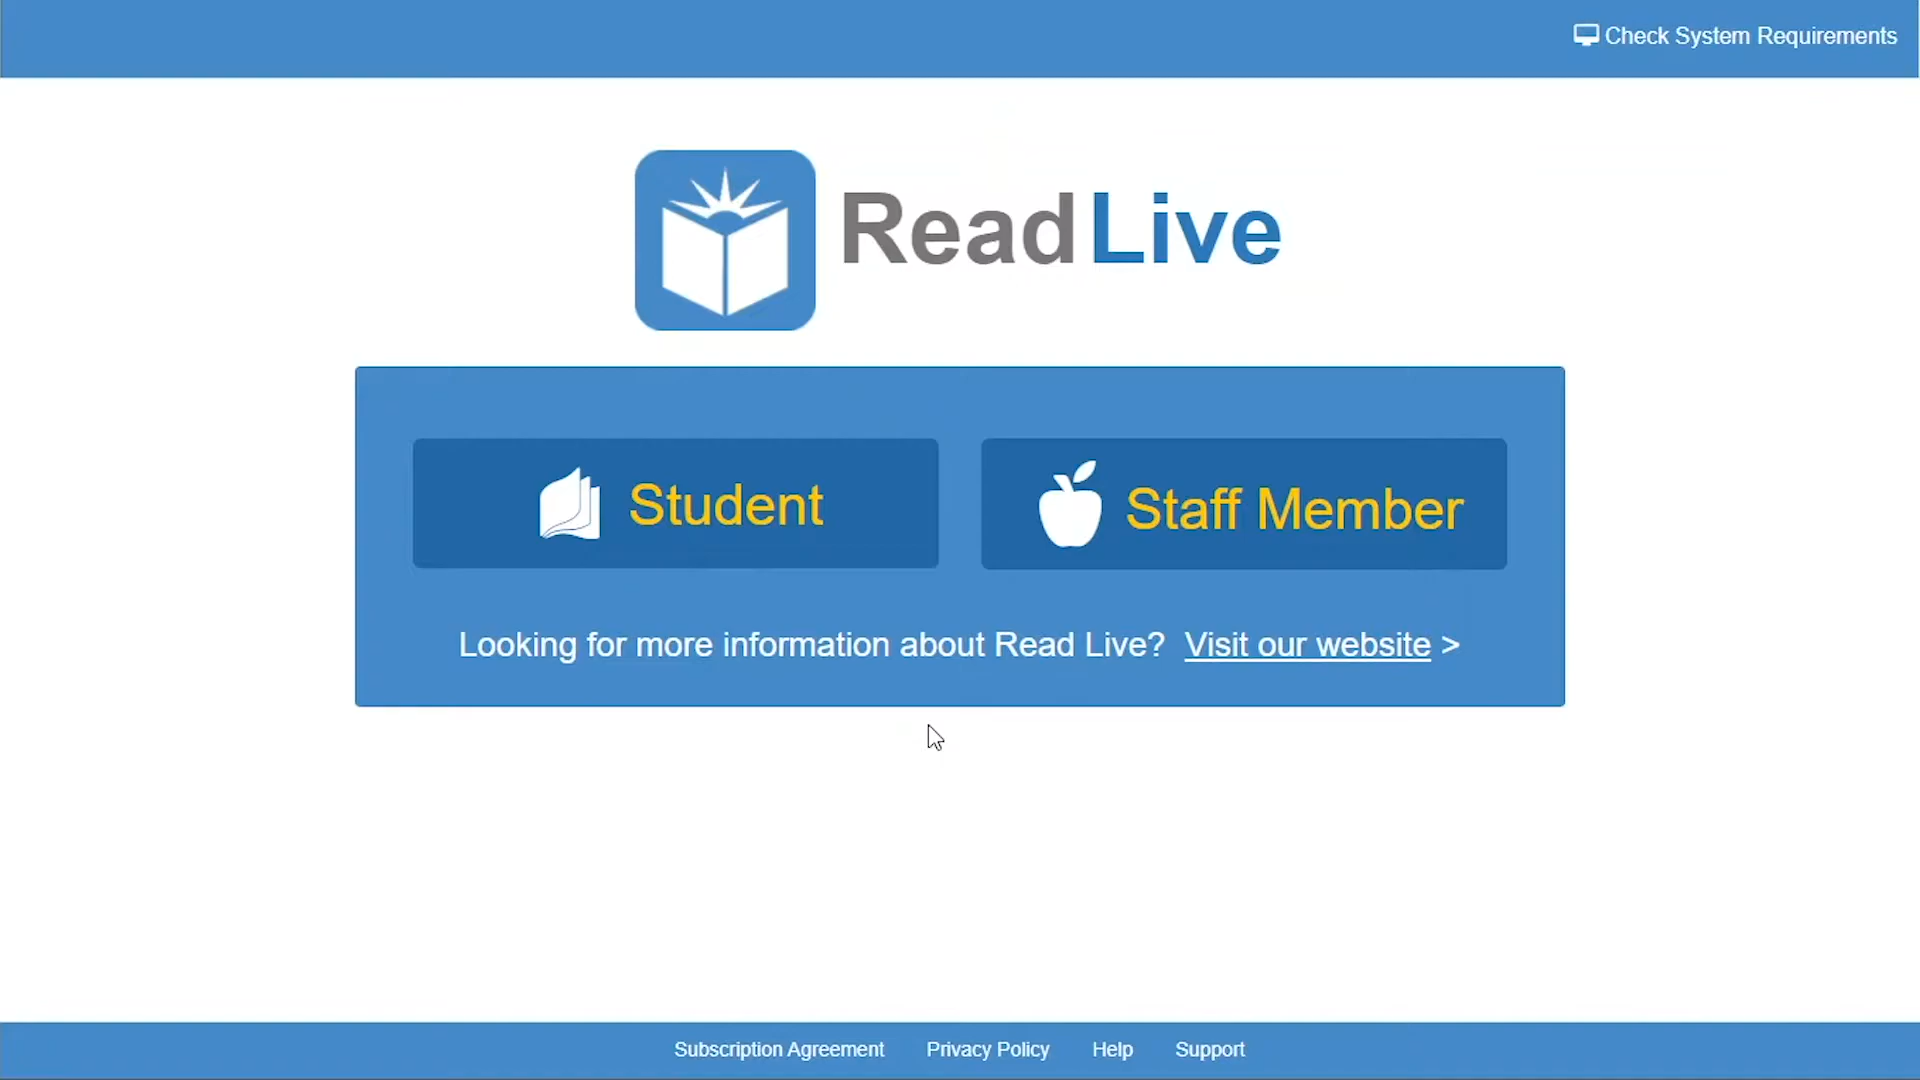 Check System Requirements
Read Live
Student
Staff Member
Looking for more information about Read Live? Visit our website >
Subscription Agreement Privacy Policy Help Support